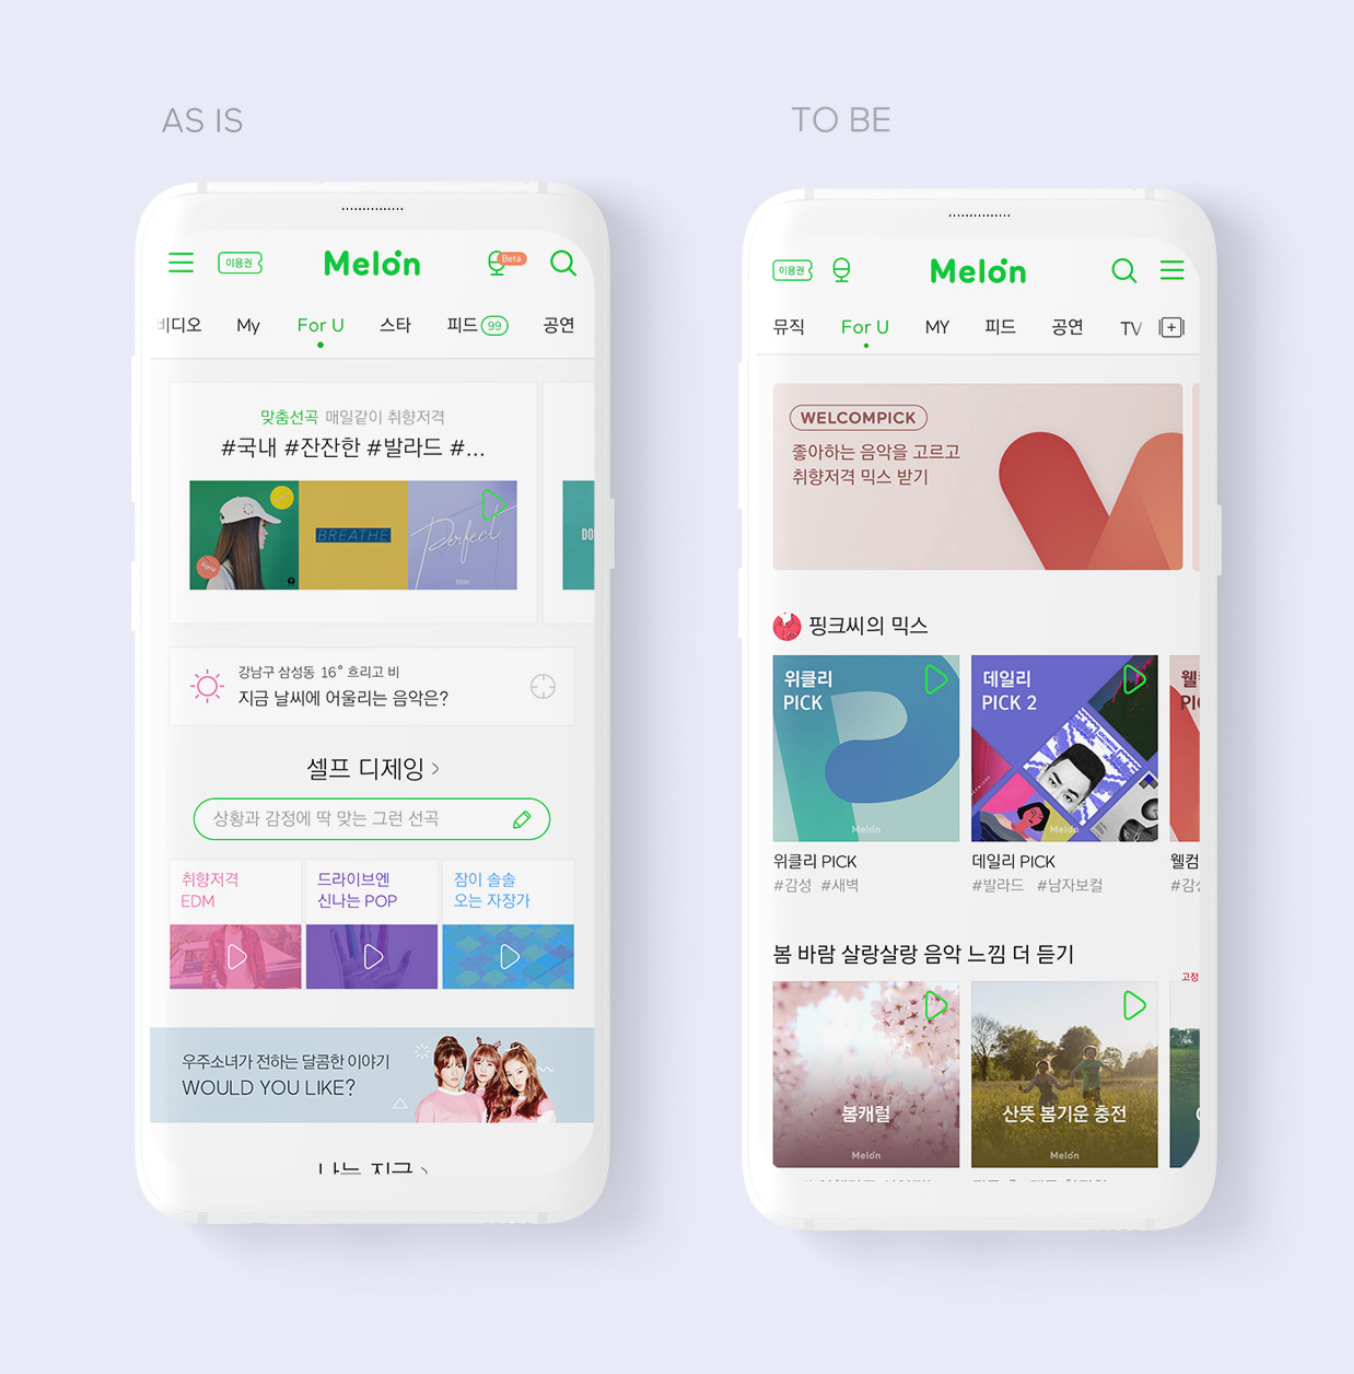 AS IS
이용권
Melon
Beta
비디오 My For U 스타 피드 99 공연
맞춤선곡 매일같이 취향저격
#국내 #잔잔한 #발라드 #...
BREATHE
Perfect
DO
강남구 삼성동 16° 흐리고 비
지금 날씨에 어울리는 음악은?
셀프 디제잉
상황과 감정에 딱 맞는 그런 선곡
취향저격
EDM
드라이브엔
신나는 POP
잠이 솔솔
오는 자장가
우주소녀가 전하는 달콤한 이야기
WOULD YOU LIKE?
TO BE
이용권
Melon
뮤직 For U MY 피드 공연 TV
WELCOMPICK
좋아하는 음악을 고르고
취향저격 믹스 받기
핑크씨의 믹스
위클리
PICK
Melon
데일리
PICK 2
Melon
위클리 PICK
#감성 #새벽
데일리 PICK
#발라드 #남자보컬
웰컴
봄 바람 살랑살랑 음악 느낌 더 듣기
봄캐럴
Melon
산뜻 봄기운 충전
Melon
고정